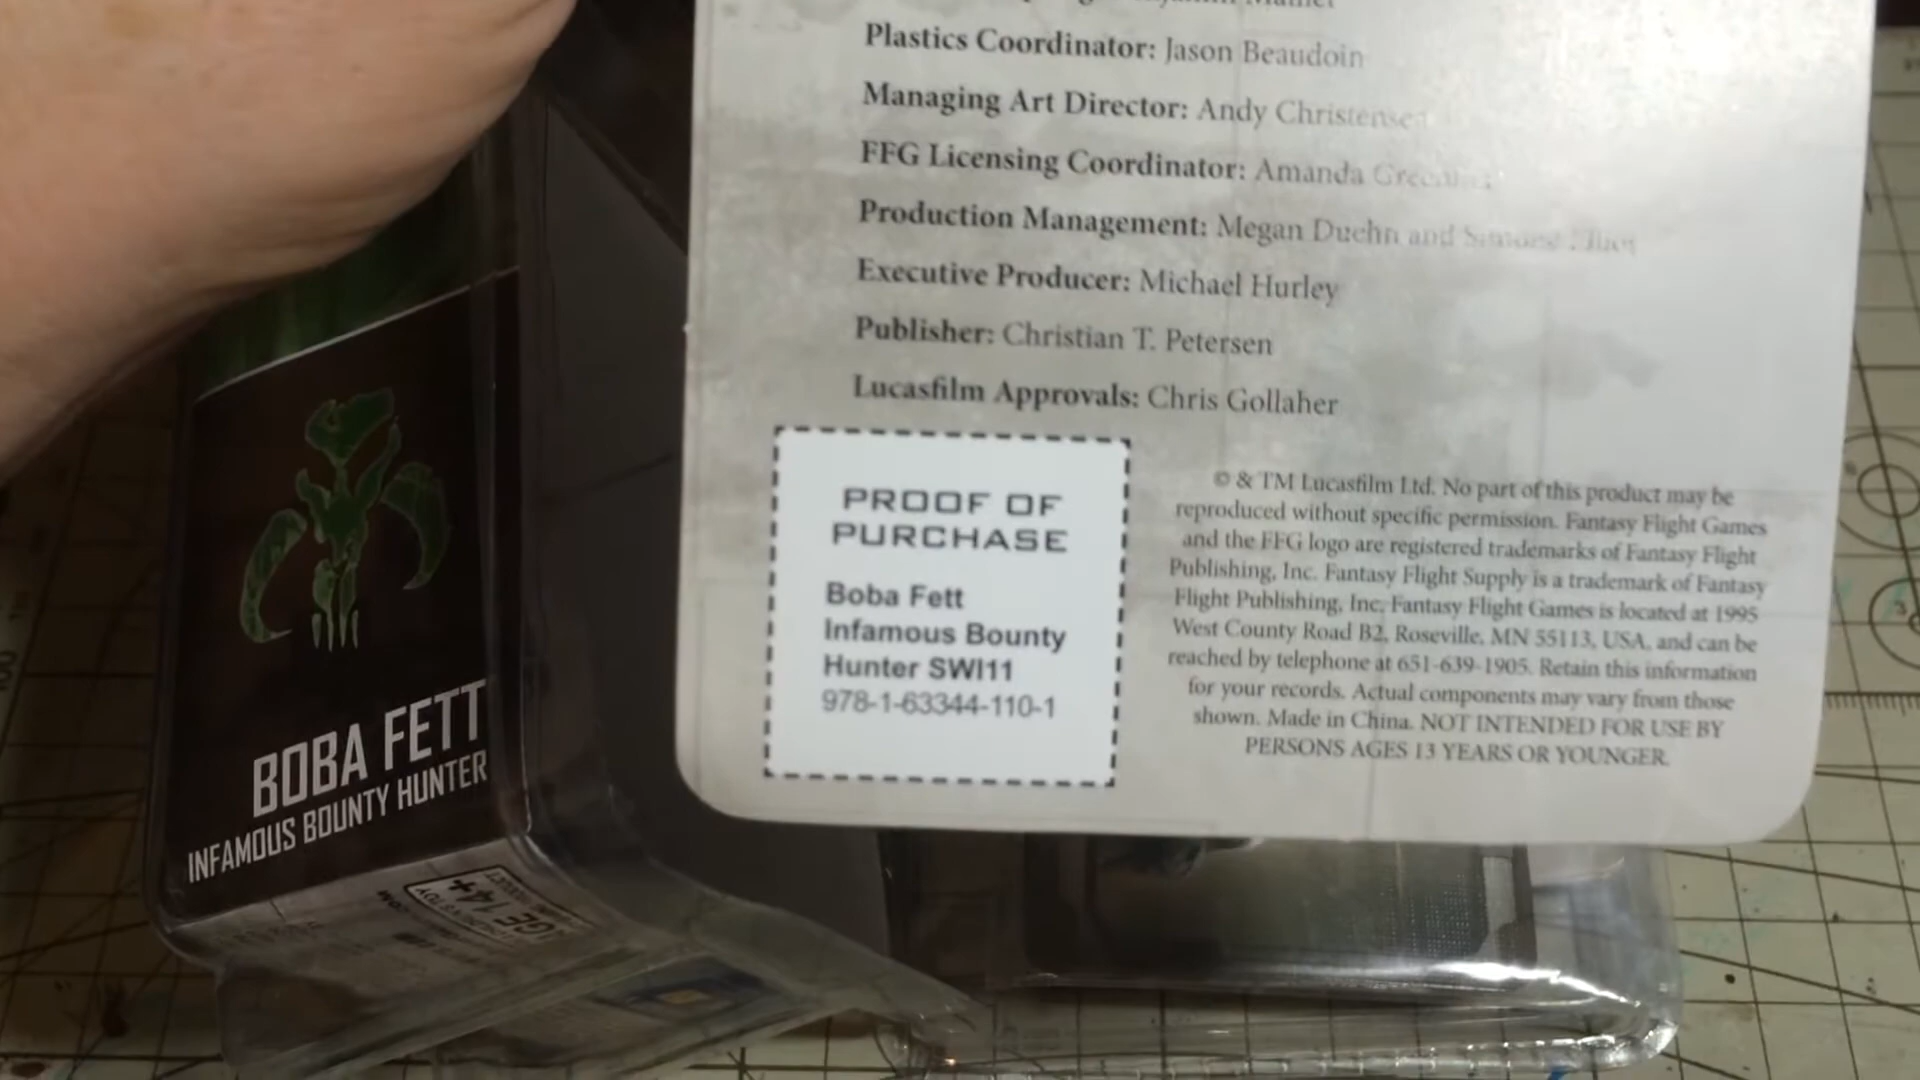 Plastics Coordinator: Jason Beaudoin
Managing Art Director: Andy Christensen
FFG Licensing Coordinator: Amanda
Production Management: Megan Duehn and
Executive Producer: Michael Hurley
Publisher: Christian T. Petersen
Lucasfilm Approvals: Chris Gollaher
PROOF OF
PURCHASE
Boba Fett
Infamous Bounty
Hunter SWI11
978-1-63344-110-1
© & TM Lucasfilm Ltd. No part of this product may be
reproduced without specific permission. Fantasy Flight Games
and the FFG logo are registered trademarks of Fantasy Flight
Publishing, Inc. Fantasy Flight Supply is a trademark of Fantasy
Flight Publishing, Inc. Fantasy Flight Games is located at 1995
West County Road B2, Roseville, MN 55113, USA, and can be
reached by telephone at 651-639-1905. Retain this information
for your records. Actual components may vary from those
shown. Made in China. NOT INTENDED FOR USE BY
PERSONS AGES 13 YEARS OR YOUNGER.
BOBA FETT
INFAMOUS BOUNTY HUNTER
AGE 14+